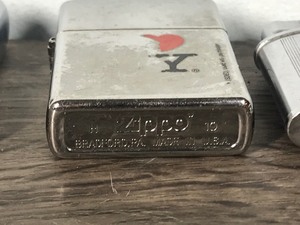 K
H Zippo 10
BRADFORD, PA. MADE IN U.S.A.